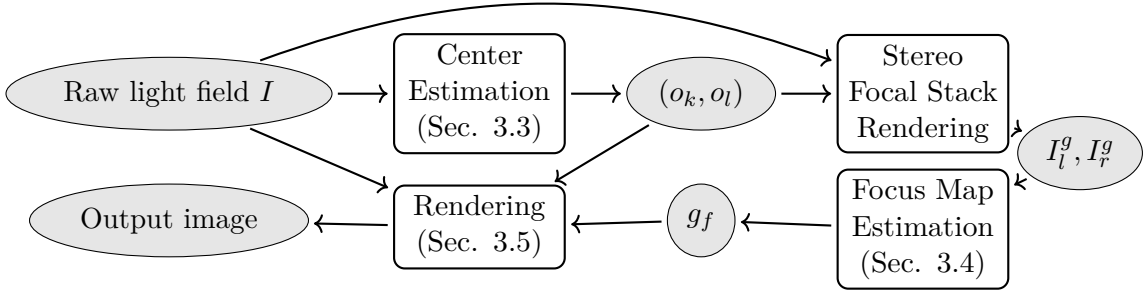 Raw light field I
Center
Estimation
(Sec. 3.3)
(o_k, o_l)
Stereo
Focal Stack
Rendering
I_l^g, I_r^g
Output image
Rendering
(Sec. 3.5)
g_f
Focus Map
Estimation
(Sec. 3.4)